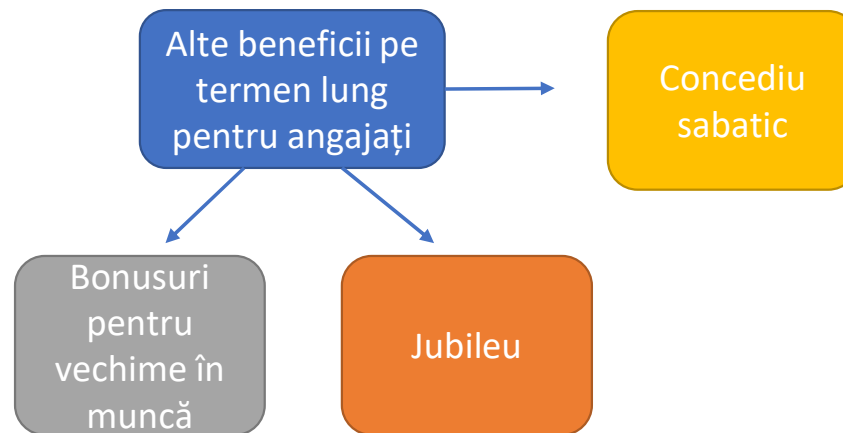 Alte beneficii pe
termen lung
pentru angajați
Concediu
sabatic
Bonusuri
pentru
vechime în
muncă
Jubileu